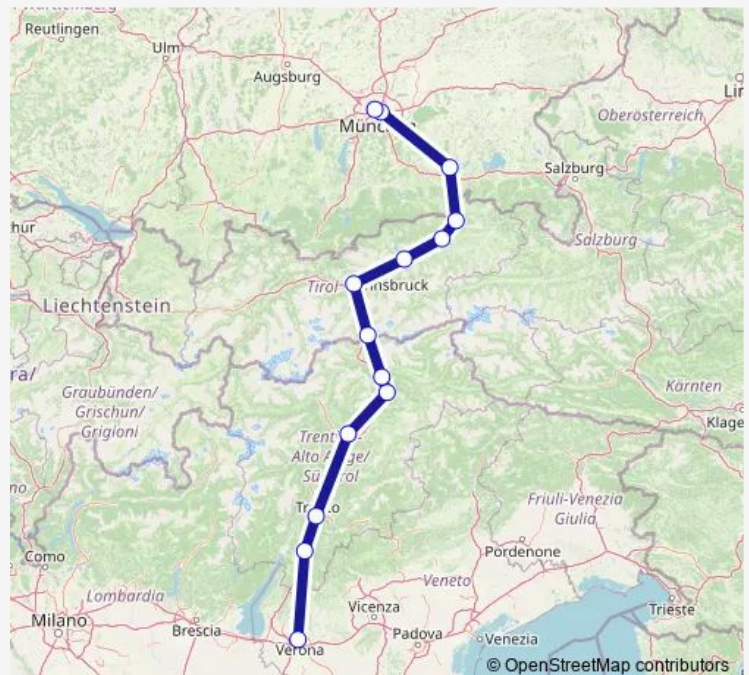 Reutlingen
Ulm
Augsburg
Oberösterreich
Salzburg
Salzburg
Tirol
Liechtenstein
Graubünden/
Grischun/
Grigioni
Kärnten
Friuli-Venezia
Giulia
Como
Pordenone
Lombardia
Veneto
Milano
Brescia
Vicenza
Padova
Venezia
Trieste
Verona
© OpenStreetMap contributors